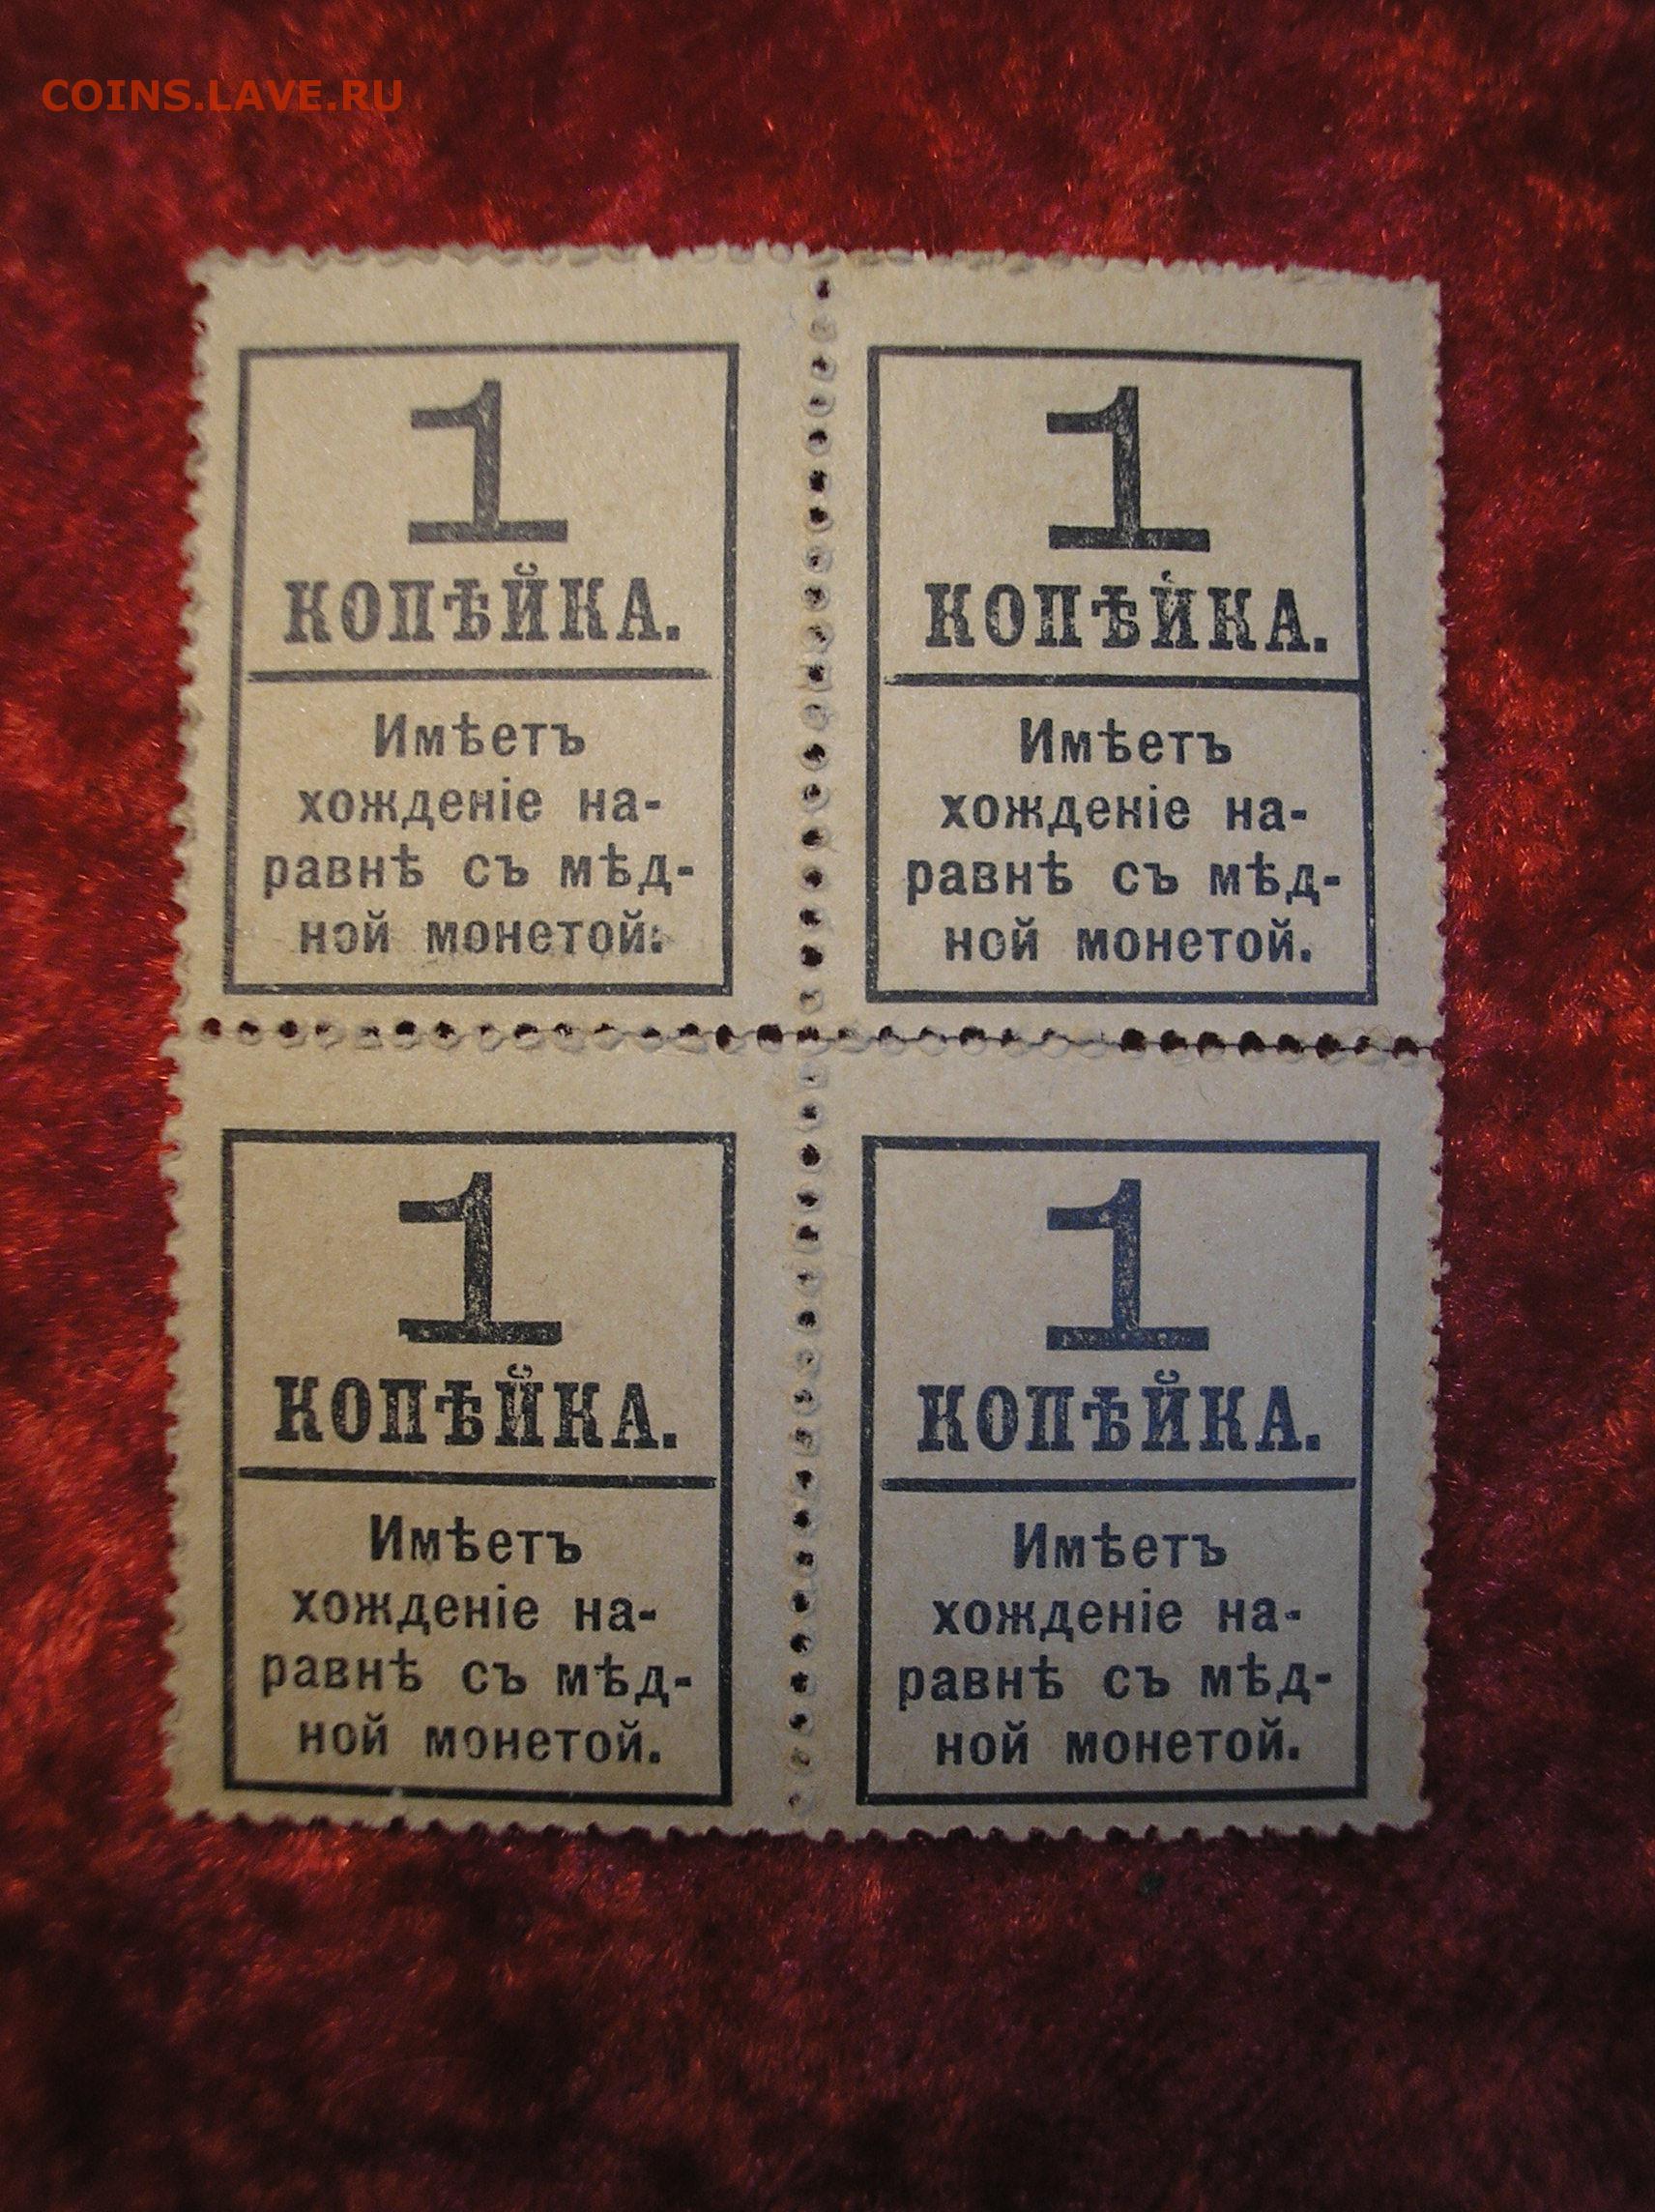 COINS.LAVE.RU
1
КОПѢЙКА.
Имѣетъ
хожденіе на-
равнѣ съ мѣд-
ной монетой.
1
КОПѢЙКА.
Имѣетъ
хожденіе на-
равнѣ съ мѣд-
ной монетой.
1
КОПѢЙКА.
Имѣетъ
хожденіе на-
равнѣ съ мѣд-
ной монетой.
1
КОПѢЙКА.
Имѣетъ
хожденіе на-
равнѣ съ мѣд-
ной монетой.